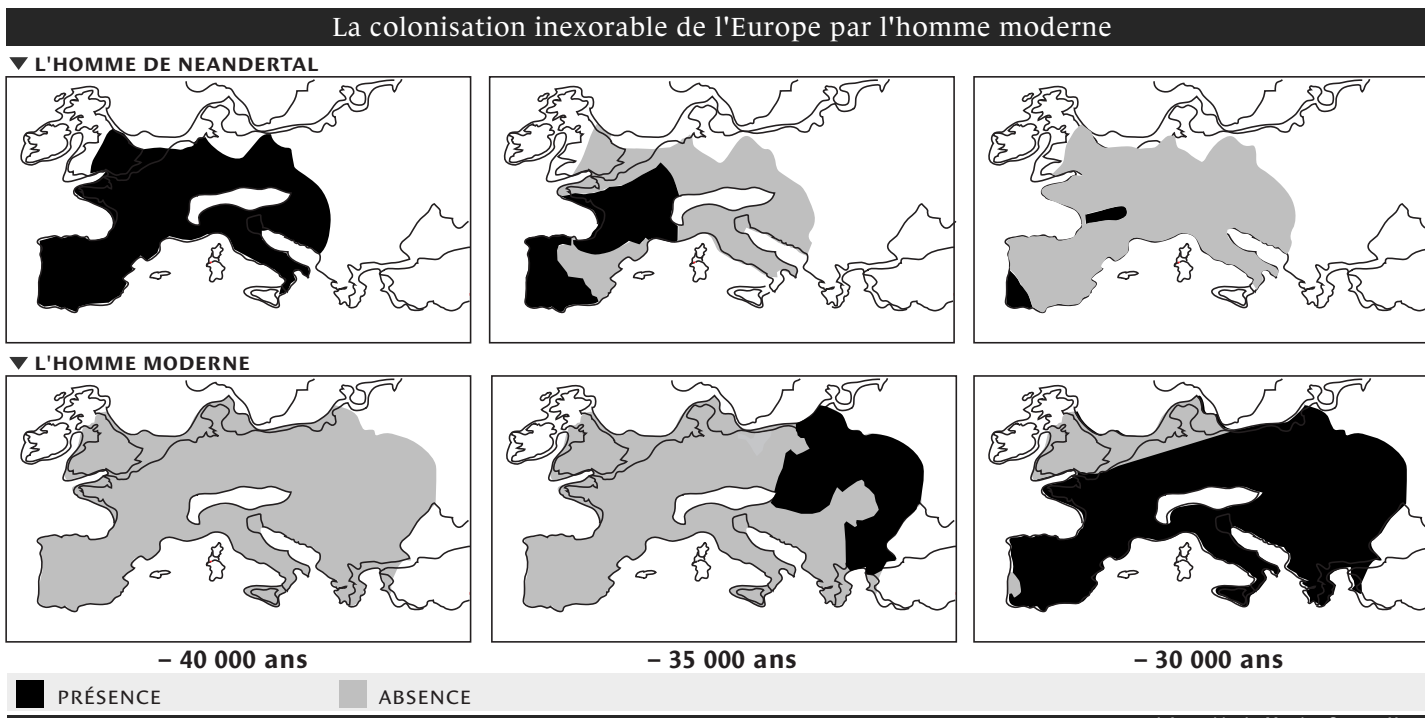 La colonisation inexorable de l'Europe par l'homme moderne
▼ L'HOMME DE NEANDERTAL
▼ L'HOMME MODERNE
– 40 000 ans
– 35 000 ans
– 30 000 ans
PRÉSENCE
ABSENCE